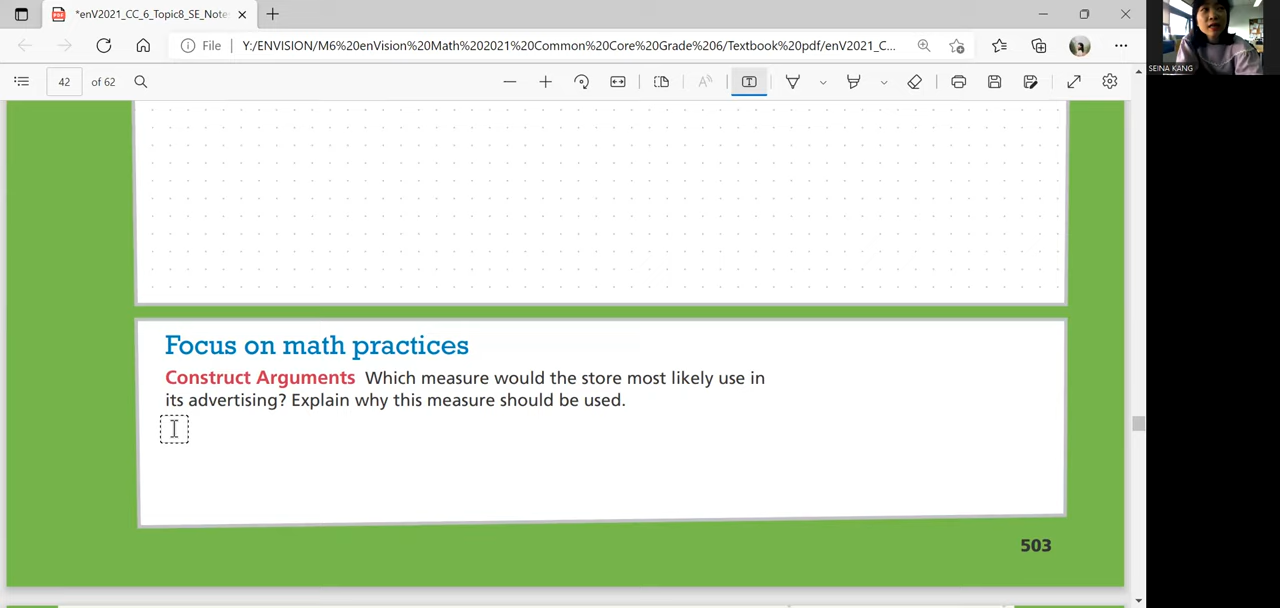 *enV2021_CC_6_Topic8_SE_Note
File
Y:/ENVISION/M6%20enVision%20Math%202021%20Common%20Core%20Grade%206/Textbook%20pdf/enV2021_C...
42 of 62
SEINA KANG
Focus on math practices
Construct Arguments Which measure would the store most likely use in
its advertising? Explain why this measure should be used.
503